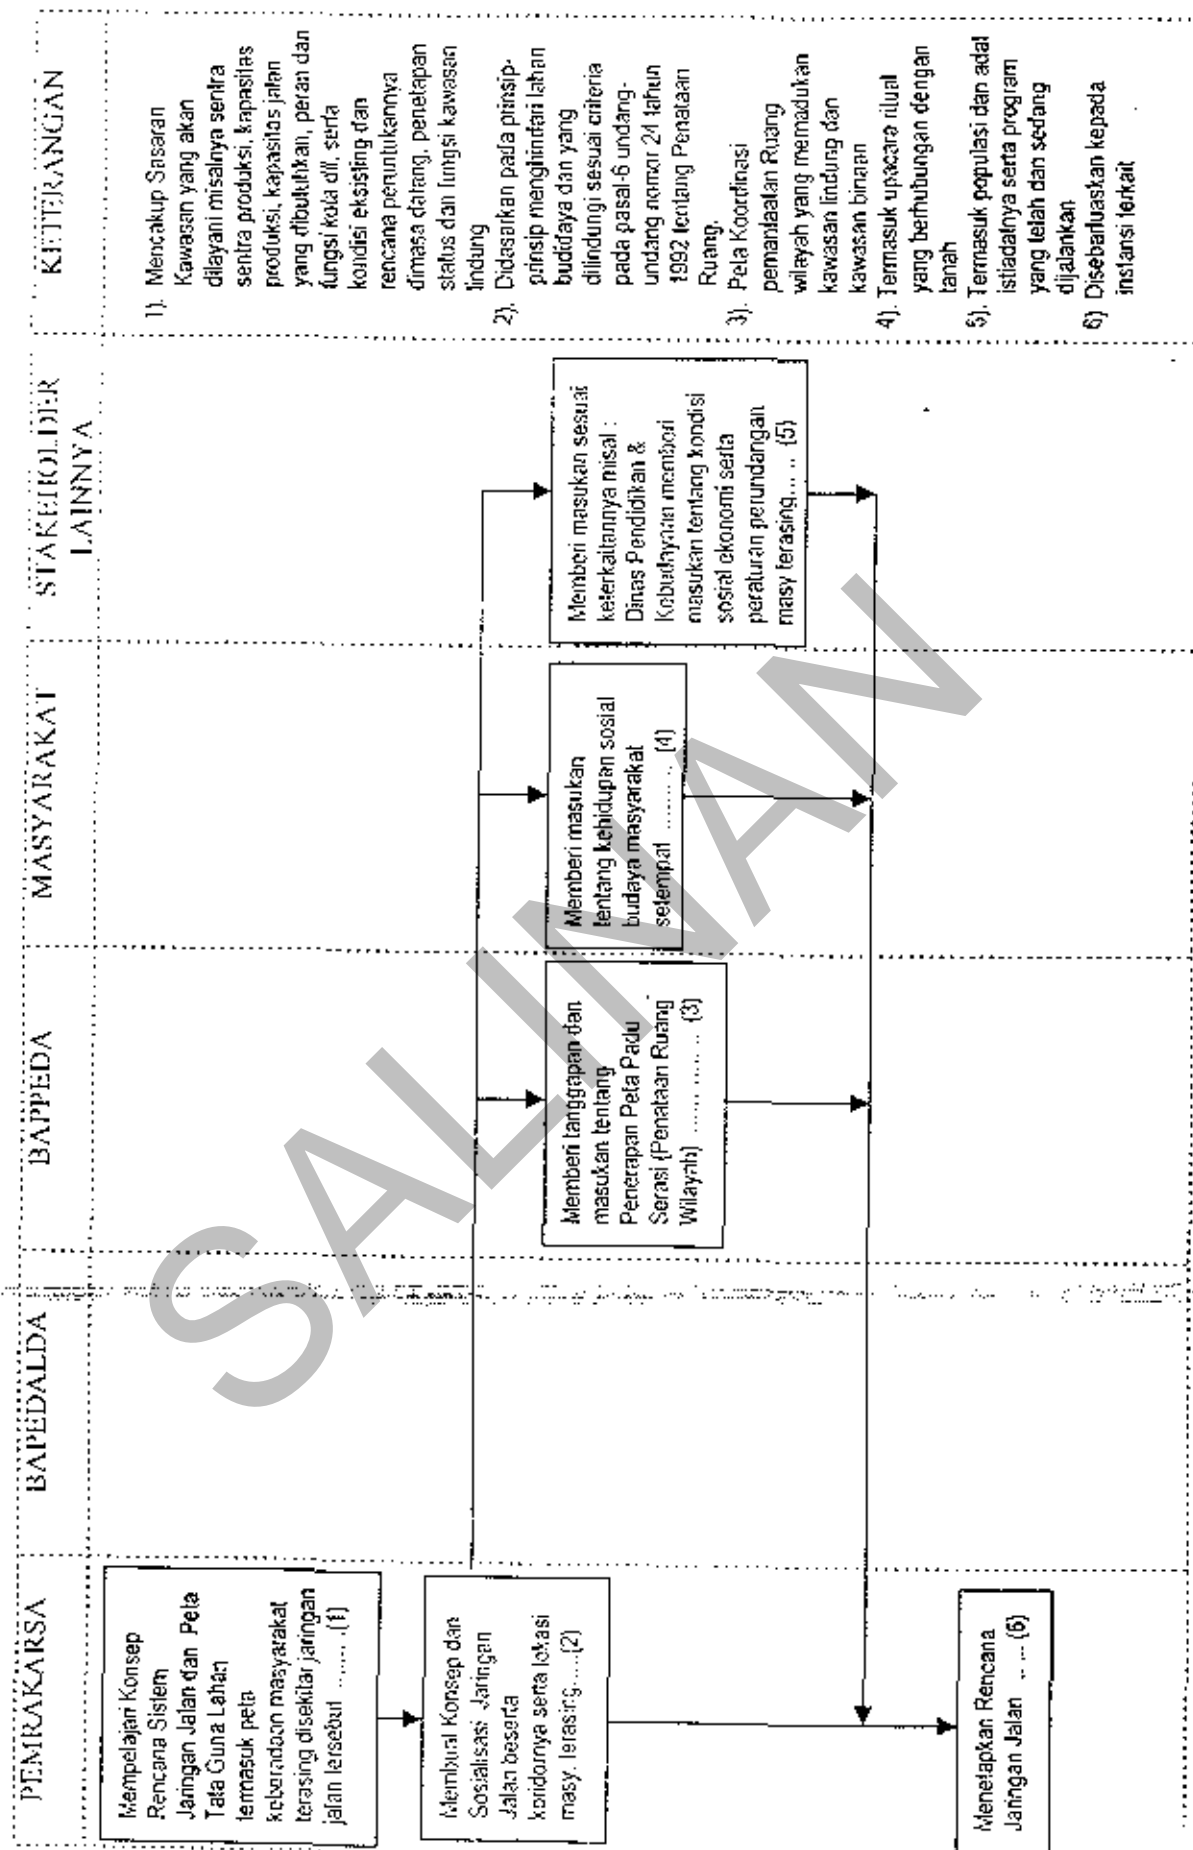 PEMRAKARSA
BAPEDALDA
BAPPEDA
MASYARAKAT
STAKEHOLDER
LAINNYA
KETERANGAN
Mempelajari Konsep
Rencana Sistem
Jaringan Jalan dan Peta
Tata Guna Lahan
termasuk peta
keberadaan masyarakat
terasing disekitar jaringan
jalan tersebut ........(1)
Membuat Konsep dan
Sosialisasi Jaringan
Jalan beserta
koridornya serta lokasi
masy. terasing....(2)
Memberi tanggapan dan
masukan tentang
Penerapan Peta Padu
Serasi (Penataan Ruang
Wilayah) .............. (3)
Memberi masukan
tentang kehidupan sosial
budaya masyarakat
setempat .......... (4)
Memberi masukan sesuai
keterkaitannya misal :
Dinas Pendidikan &
Kebudayaan memberi
masukan tentang kondisi
sosial ekonomi serta
peraturan perundangan
masy terasing..... (5)
Menetapkan Rencana
Jaringan Jalan ...... (6)
1). Mencakup Sasaran
Kawasan yang akan
dilayani misalnya sentra
sentra produksi, kapasitas
produksi, kapasitas jalan
yang dibutuhkan, peran dan
fungsi kota dll, serta
kondisi eksisting dan
rencana peruntukannya
dimasa datang, penetapan
status dan fungsi kawasan
lindung
2). Didasarkan pada prinsip-
prinsip menghindari lahan
budidaya dan yang
dilindungi sesuai criteria
pada pasal-6 undang-
undang nomor 24 tahun
1992 tentang Penataan
Ruang.
3). Peta Koordinasi
pemanfaatan Ruang
wilayah yang memadukan
kawasan lindung dan
kawasan binaan
4). Termasuk upacara ritual
yang berhubungan dengan
tanah
5). Termasuk populasi dan adat
istiadatnya serta program
yang telah dan sedang
dijalankan
6) Disebarluaskan kepada
instansi terkait
SALINAN